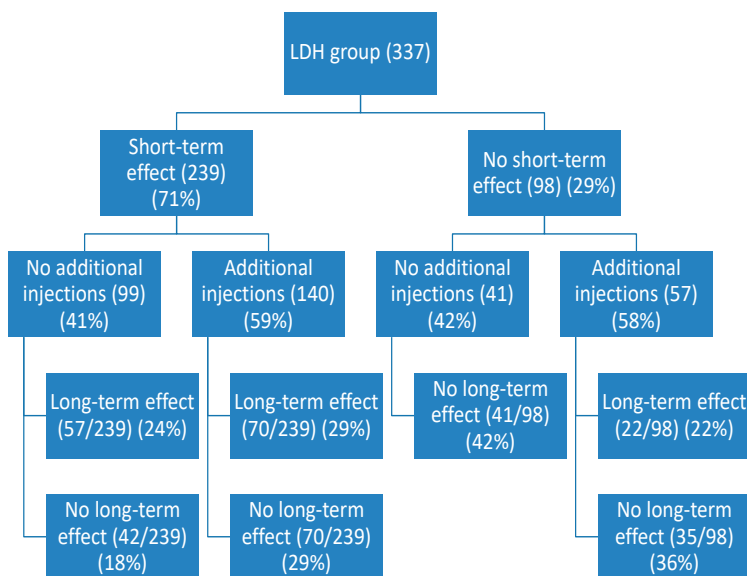 LDH group (337)
Short-term
effect (239)
(71%)
No short-term
effect (98) (29%)
No additional
injections (99)
(41%)
Additional
injections (140)
(59%)
No additional
injections (41)
(42%)
Additional
injections (57)
(58%)
Long-term effect
(57/239) (24%)
Long-term effect
(70/239) (29%)
No long-term
effect (41/98)
(42%)
Long-term effect
(22/98) (22%)
No long-term
effect (42/239)
(18%)
No long-term
effect (70/239)
(29%)
No long-term
effect (35/98)
(36%)